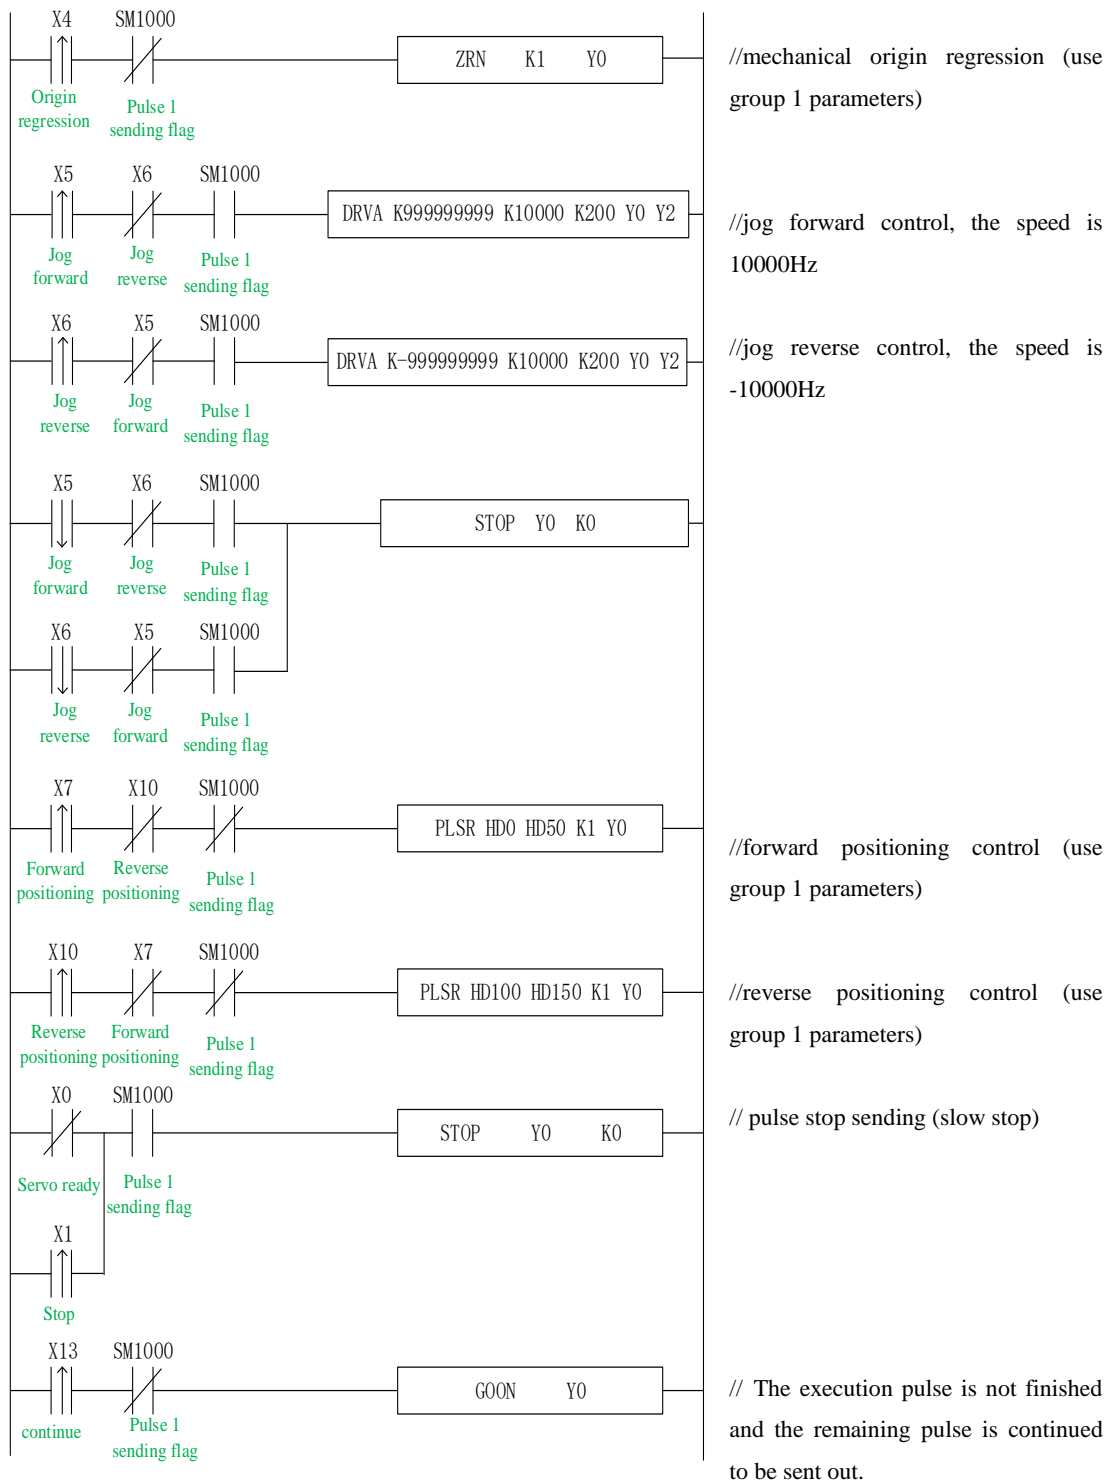 X4 SM1000
ZRN K1 Y0
Origin
regression
Pulse 1
sending flag
//mechanical origin regression (use
group 1 parameters)
X5 X6 SM1000
DRVA K999999999 K10000 K200 Y0 Y2
Jog
forward
Jog
reverse
Pulse 1
sending flag
//jog forward control, the speed is
10000Hz
X6 X5 SM1000
DRVA K-999999999 K10000 K200 Y0 Y2
Jog
reverse
Jog
forward
Pulse 1
sending flag
//jog reverse control, the speed is
-10000Hz
X5 X6 SM1000
STOP Y0 K0
Jog
forward
Jog
reverse
Pulse 1
sending flag
X6 X5 SM1000
Jog
reverse
Jog
forward
Pulse 1
sending flag
X7 X10 SM1000
PLSR HD0 HD50 K1 Y0
Forward
positioning
Reverse
positioning
Pulse 1
sending flag
//forward positioning control (use
group 1 parameters)
X10 X7 SM1000
PLSR HD100 HD150 K1 Y0
Reverse
positioning
Forward
positioning
Pulse 1
sending flag
//reverse positioning control (use
group 1 parameters)
X0 SM1000
STOP Y0 K0
Servo ready
Pulse 1
sending flag
// pulse stop sending (slow stop)
X1
Stop
X13 SM1000
GOON Y0
continue
Pulse 1
sending flag
// The execution pulse is not finished
and the remaining pulse is continued
to be sent out.